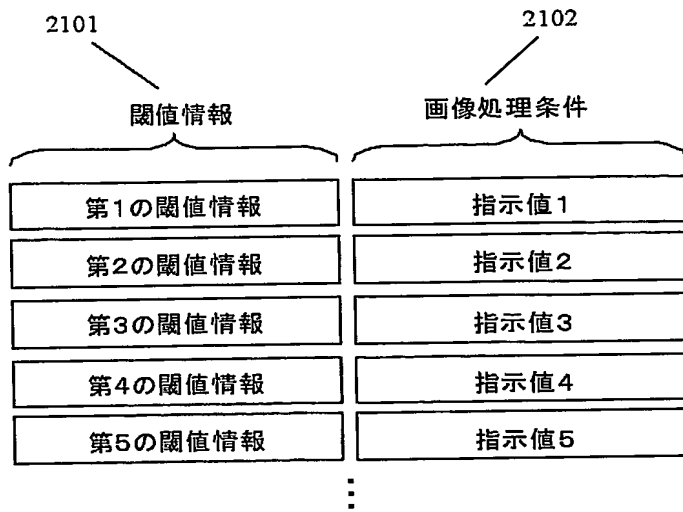 2101
2102
閾値情報
画像処理条件
第1の閾値情報
指示値1
第2の閾値情報
指示値2
第3の閾値情報
指示値3
第4の閾値情報
指示値4
第5の閾値情報
指示値5